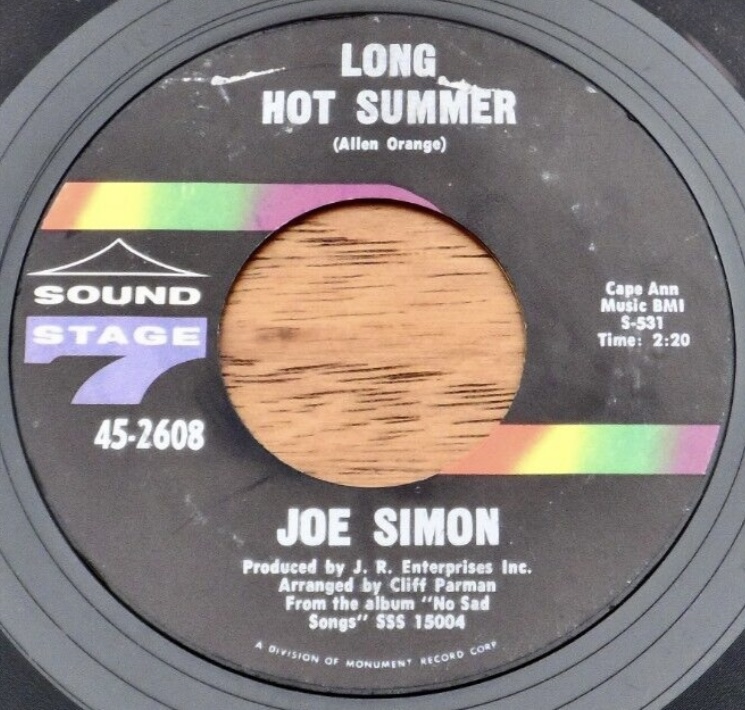 LONG
HOT SUMMER
(Allen Orange)
SOUND
STAGE
7
45-2608
Cape Ann
Music BMI
S-531
Time: 2:20
JOE SIMON
Produced by J. R. Enterprises Inc.
Arranged by Cliff Parman
From the album "No Sad
Songs" SSS 15004
A DIVISION OF MONUMENT RECORD CORP